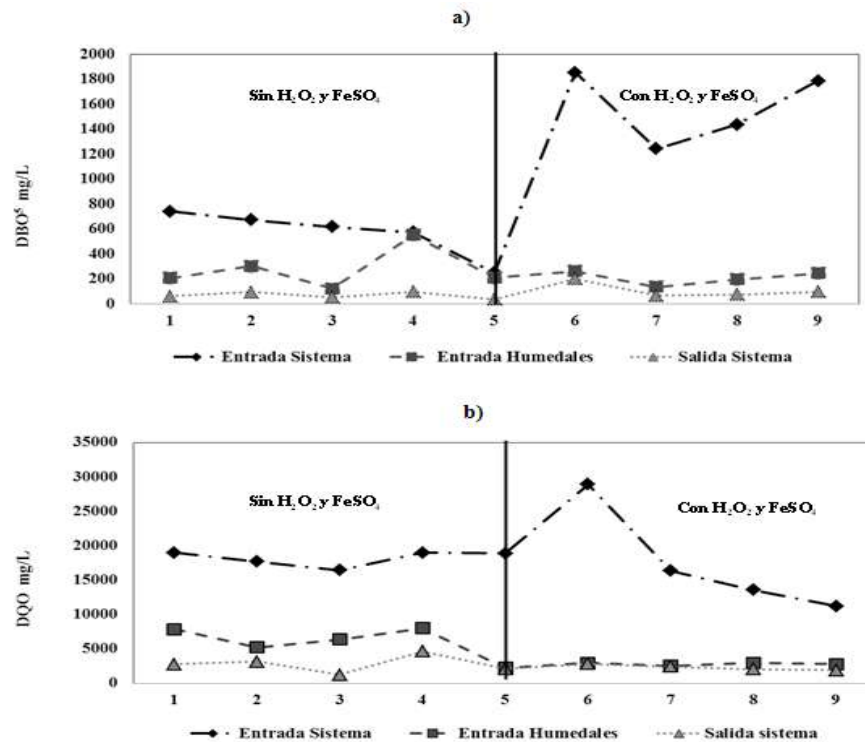 a)
2000
1800
1600
1400
1200
1000
800
600
400
200
0
DBO⁵ mg/L
Sin H₂O₂ y FeSO₄
Con H₂O₂ y FeSO₄
1 2 3 4 5 6 7 8 9
Entrada Sistema Entrada Humedales Salida Sistema
b)
35000
30000
25000
20000
15000
10000
5000
0
DQO mg/L
Sin H₂O₂ y FeSO₄
Con H₂O₂ y FeSO₄
1 2 3 4 5 6 7 8 9
Entrada Sistema Entrada Humedales Salida sistema